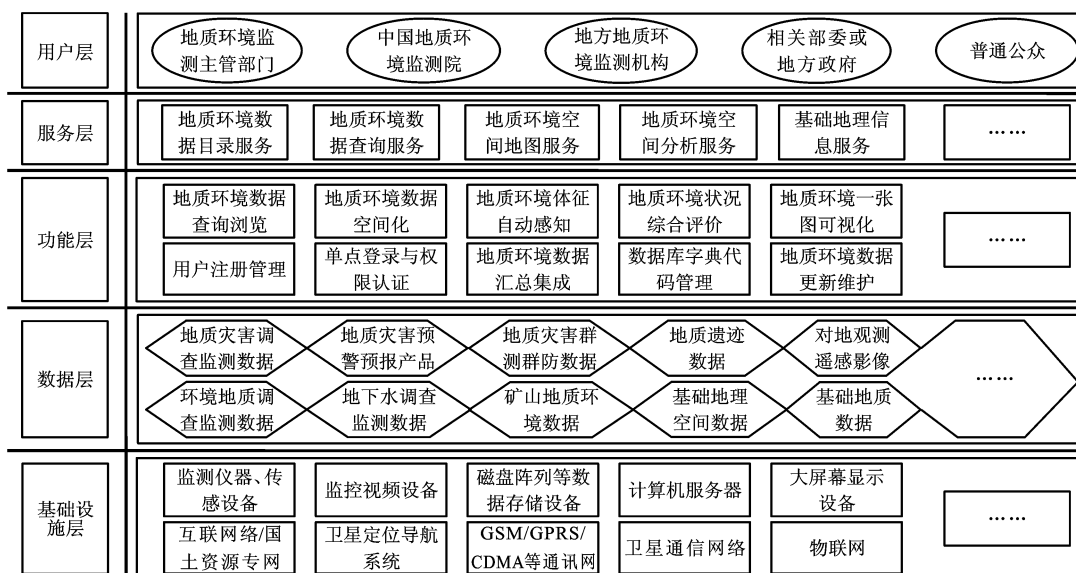 用户层
地质环境监
测主管部门
中国地质环
境监测院
地方地质环
境监测机构
相关部委或
地方政府
普通公众
服务层
地质环境数
据目录服务
地质环境数
据查询服务
地质环境空
间地图服务
地质环境空
间分析服务
基础地理信
息服务
……
功能层
地质环境数据
查询浏览
地质环境数据
空间化
地质环境体征
自动感知
地质环境状况
综合评价
地质环境一张
图可视化
……
用户注册管理
单点登录与权
限认证
地质环境数据
汇总集成
数据库字典代
码管理
地质环境数据
更新维护
数据层
地质灾害调
查监测数据
地质灾害预
警预报产品
地质灾害群
测群防数据
地质遗迹
数据
对地观测
遥感影像
……
环境地质调
查监测数据
地下水调查
监测数据
矿山地质环
境数据
基础地理
空间数据
基础地质
数据
基础设
施层
监测仪器、传
感设备
监控视频设备
磁盘阵列等数
据存储设备
计算机服务器
大屏幕显示
设备
……
互联网络/国
土资源专网
卫星定位导航
系统
GSM/GPRS/
CDMA等通讯网
卫星通信网络
物联网